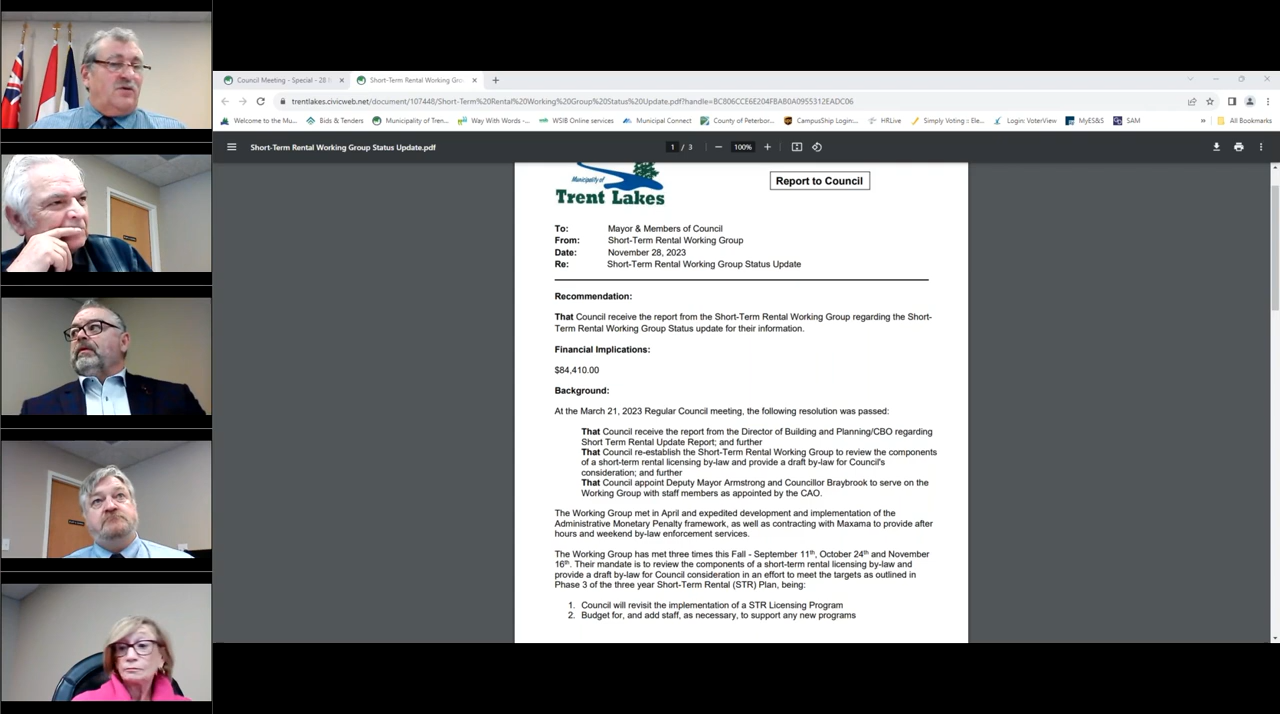 Council Meeting - Special - 28
Short-Term Rental Working Gro
trentlakes.civicweb.net/document/107448/Short-Term%20Rental%20Working%20Group%20Status%20Update.pdf?handle=BC806CCE6E204FBAB0A0955312EADC06
Welcome to the Mu...
Bids & Tenders
Municipality of Tren...
Way With Words -...
WSIB Online services
Municipal Connect
County of Peterbor...
CampusShip Login:...
HRLive
Simply Voting :: Ele...
Login: VoterView
MyES&S
SAM
»
All Bookmarks
Short-Term Rental Working Group Status Update.pdf
1 / 3
100%
Municipality of
Trent Lakes
Report to Council
To: Mayor & Members of Council
From: Short-Term Rental Working Group
Date: November 28, 2023
Re: Short-Term Rental Working Group Status Update
Recommendation:
That Council receive the report from the Short-Term Rental Working Group regarding the Short-
Term Rental Working Group Status update for their information.
Financial Implications:
$84,410.00
Background:
At the March 21, 2023 Regular Council meeting, the following resolution was passed:
That Council receive the report from the Director of Building and Planning/CBO regarding
Short Term Rental Update Report; and further
That Council re-establish the Short-Term Rental Working Group to review the components
of a short-term rental licensing by-law and provide a draft by-law for Council's
consideration; and further
That Council appoint Deputy Mayor Armstrong and Councillor Braybrook to serve on the
Working Group with staff members as appointed by the CAO.
The Working Group met in April and expedited development and implementation of the
Administrative Monetary Penalty framework, as well as contracting with Maxama to provide after
hours and weekend by-law enforcement services.
The Working Group has met three times this Fall - September 11th, October 24th and November
16th. Their mandate is to review the components of a short-term rental licensing by-law and
provide a draft by-law for Council consideration in an effort to meet the targets as outlined in
Phase 3 of the three year Short-Term Rental (STR) Plan, being:
1. Council will revisit the implementation of a STR Licensing Program
2. Budget for, and add staff, as necessary, to support any new programs